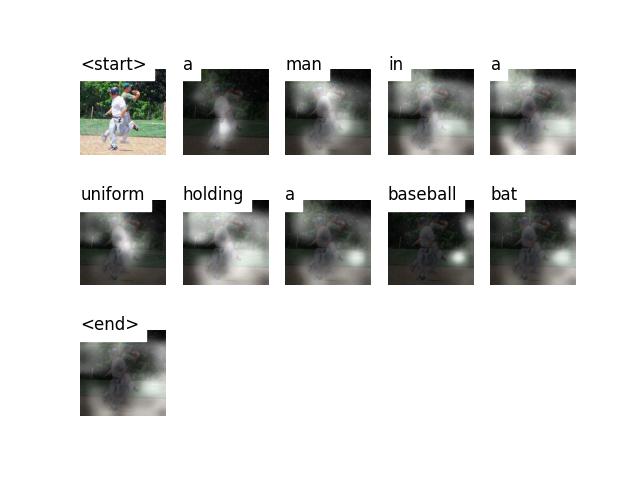 <start> a man in a
uniform holding a baseball bat
<end>